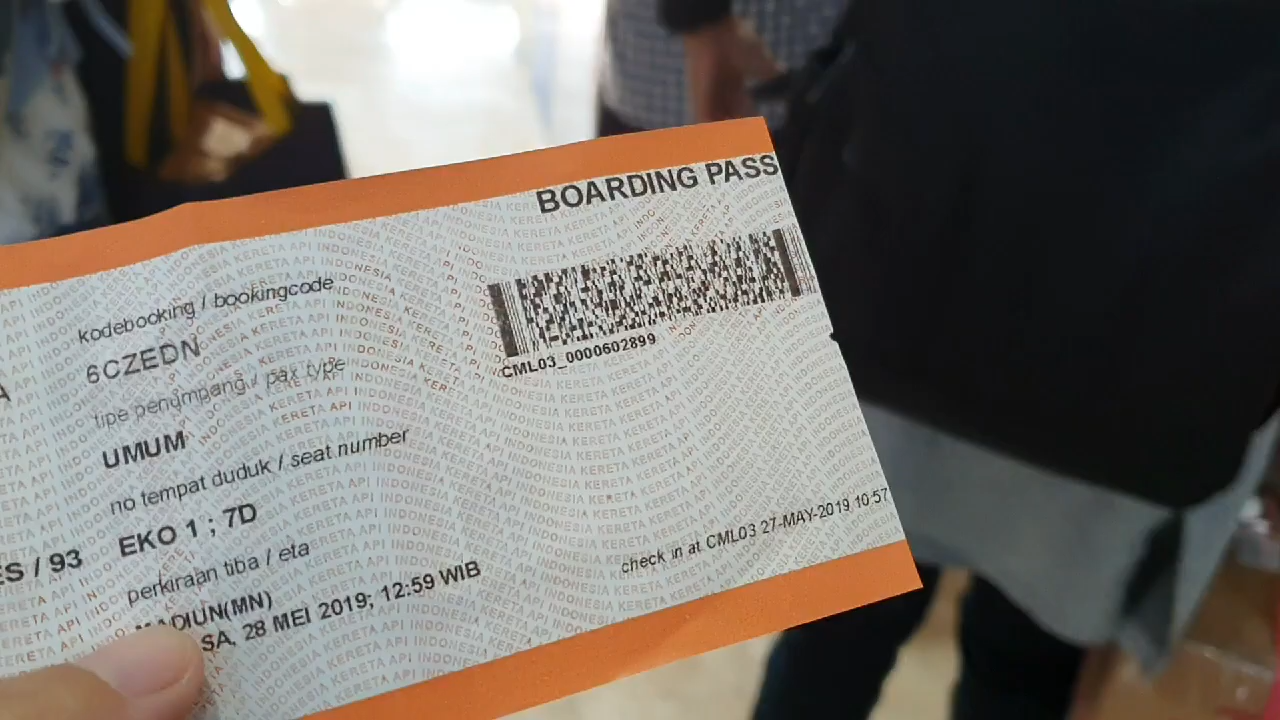 BOARDING PASS
kodebooking / bookingcode
6CZEDN
CML03_0000602899
tipe penumpang / pax type
UMUM
no tempat duduk / seat number
ES / 93 EKO 1 ; 7D
perkiraan tiba / eta
MADIUN(MN)
SA, 28 MEI 2019; 12:59 WIB
check in at CML03 27-MAY-2019 10:57